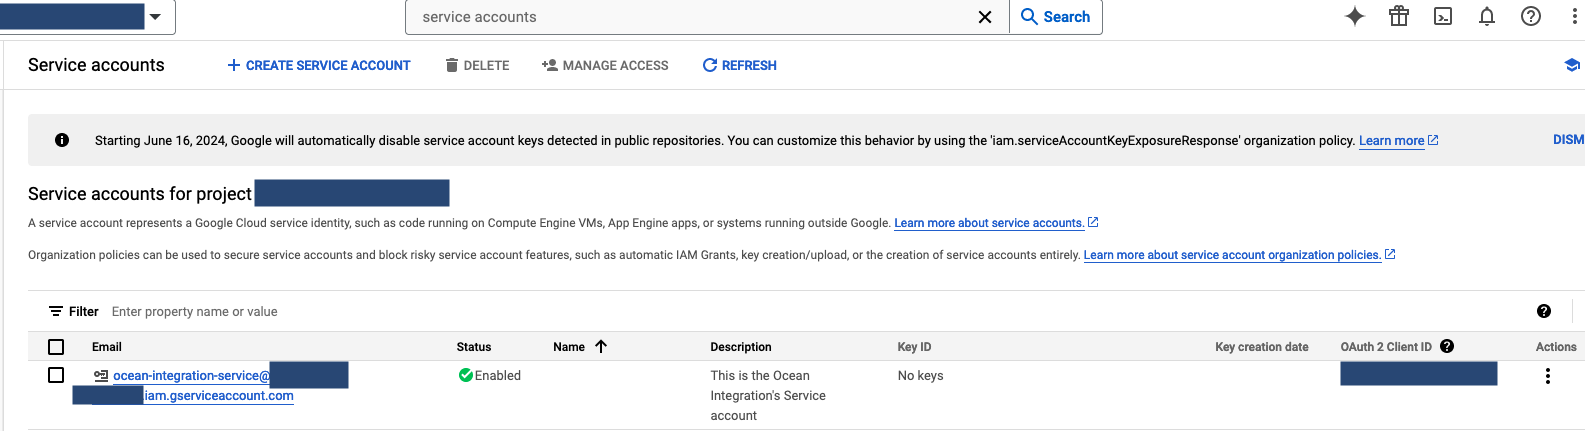 service accounts
Search
Service accounts
CREATE SERVICE ACCOUNT
DELETE
MANAGE ACCESS
REFRESH
Starting June 16, 2024, Google will automatically disable service account keys detected in public repositories. You can customize this behavior by using the 'iam.serviceAccountKeyExposureResponse' organization policy. Learn more
DISM
Service accounts for project
A service account represents a Google Cloud service identity, such as code running on Compute Engine VMs, App Engine apps, or systems running outside Google. Learn more about service accounts.
Organization policies can be used to secure service accounts and block risky service account features, such as automatic IAM Grants, key creation/upload, or the creation of service accounts entirely. Learn more about service account organization policies.
Filter Enter property name or value
Email Status Name Description Key ID Key creation date OAuth 2 Client ID Actions
ocean-integration-service@ Enabled This is the Ocean No keys
.iam.gserviceaccount.com Integration's Service
account